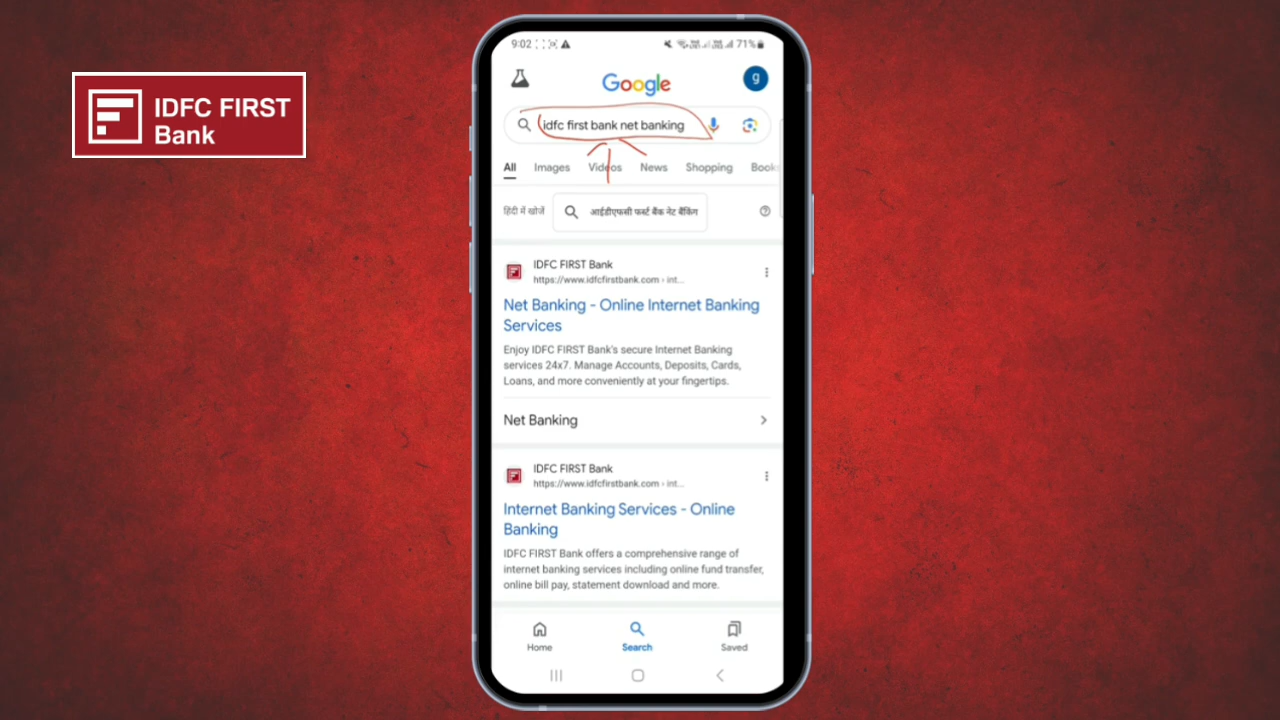 IDFC FIRST
Bank
9:02
71%
Google
g
idfc first bank net banking
All Images Videos News Shopping Book
हिंदी में खोजें
आईडीएफसी फर्स्ट बैंक नेट बैंकिंग
IDFC FIRST Bank
https://www.idfcfirstbank.com › int...
Net Banking - Online Internet Banking
Services
Enjoy IDFC FIRST Bank's secure Internet Banking
services 24x7. Manage Accounts, Deposits, Cards,
Loans, and more conveniently at your fingertips.
Net Banking
IDFC FIRST Bank
https://www.idfcfirstbank.com › int...
Internet Banking Services - Online
Banking
IDFC FIRST Bank offers a comprehensive range of
internet banking services including online fund transfer,
online bill pay, statement download and more.
Home Search Saved